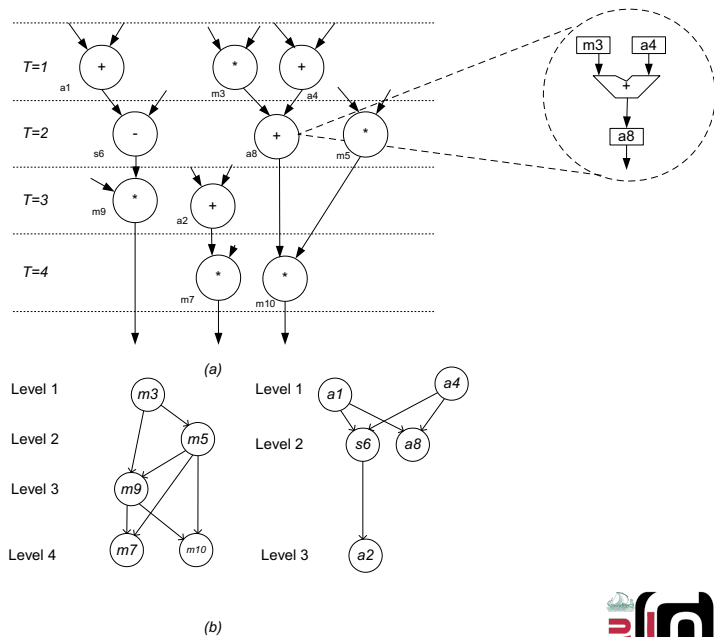 T=1
+
a1
*
m3
+
a4
m3
a4
+
a8
T=2
-
s6
+
a8
*
m5
T=3
*
m9
+
a2
T=4
*
m7
*
m10
(a)
Level 1
m3
Level 1
a1
a4
Level 2
m5
Level 2
s6
a8
Level 3
m9
Level 4
m7
m10
Level 3
a2
(b)